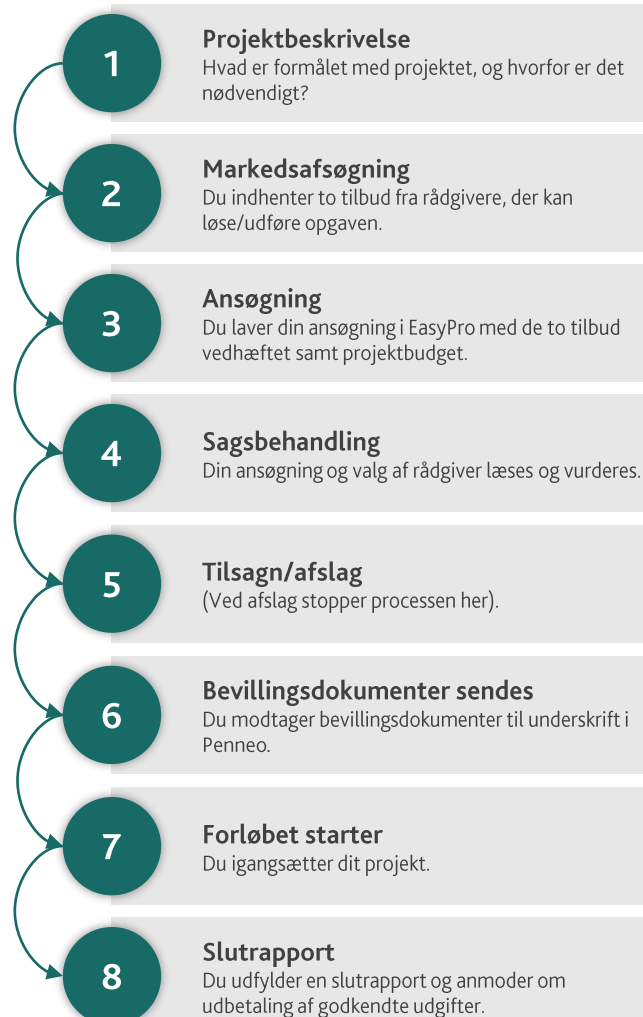 1
Projektbeskrivelse
Hvad er formålet med projektet, og hvorfor er det
nødvendigt?
2
Markedsafsøgning
Du indhenter to tilbud fra rådgivere, der kan
løse/udføre opgaven.
3
Ansøgning
Du laver din ansøgning i EasyPro med de to tilbud
vedhæftet samt projektbudget.
4
Sagsbehandling
Din ansøgning og valg af rådgiver læses og vurderes.
5
Tilsagn/afslag
(Ved afslag stopper processen her).
6
Bevillingsdokumenter sendes
Du modtager bevillingsdokumenter til underskrift i
Penneo.
7
Forløbet starter
Du igangsætter dit projekt.
8
Slutrapport
Du udfylder en slutrapport og anmoder om
udbetaling af godkendte udgifter.